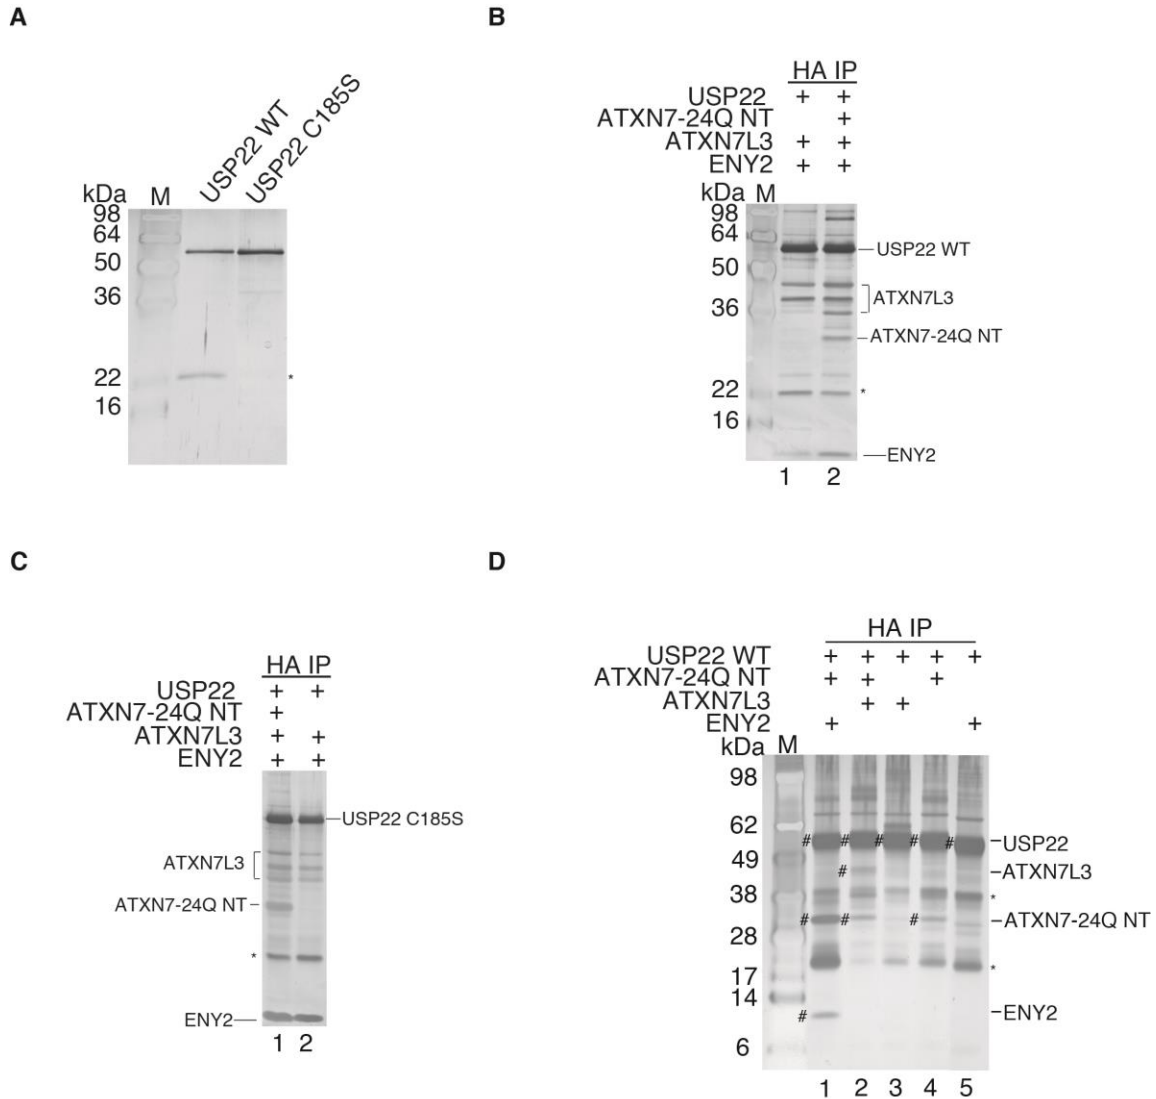 A
USP22 WT
USP22 C185S
kDa M
98
64
50
36
22
*
16
B
HA IP
USP22 + +
ATXN7-24Q NT +
ATXN7L3 + +
ENY2 + +
kDa M
98
64
USP22 WT
50
ATXN7L3
36
ATXN7-24Q NT
22
*
16
ENY2
1 2
C
HA IP
USP22 + +
ATXN7-24Q NT +
ATXN7L3 + +
ENY2 + +
USP22 C185S
ATXN7L3
ATXN7-24Q NT
*
ENY2
1 2
D
HA IP
USP22 WT + + + + +
ATXN7-24Q NT + + +
ATXN7L3 + +
ENY2 + +
kDa M
98
62
# # # # # USP22
49
# ATXN7L3
38
*
# # # ATXN7-24Q NT
28
*
17
14
# ENY2
6
1 2 3 4 5